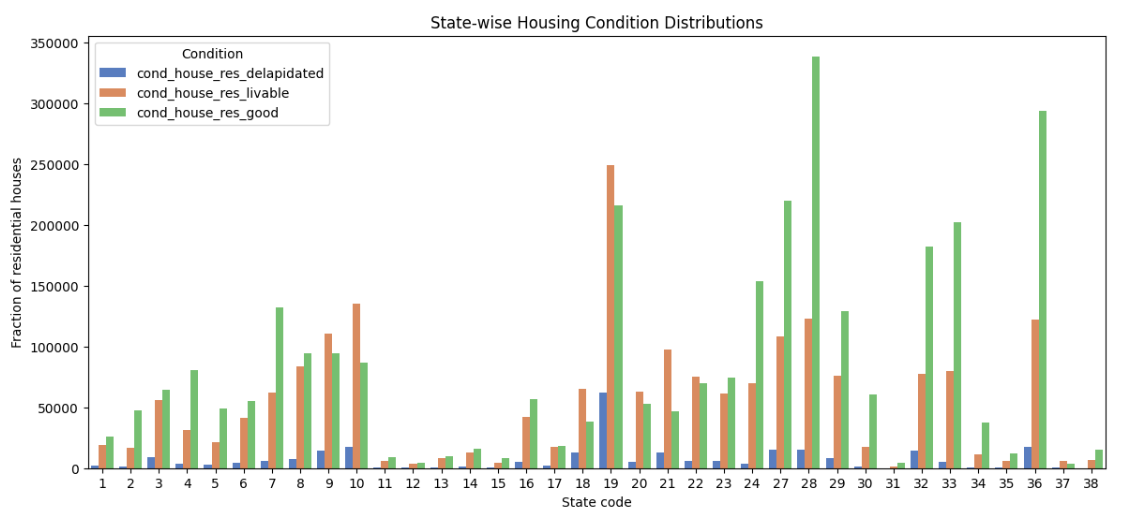 State-wise Housing Condition Distributions
Condition
cond_house_res_delapidated
cond_house_res_livable
cond_house_res_good
Fraction of residential houses
350000
300000
250000
200000
150000
100000
50000
0
1 2 3 4 5 6 7 8 9 10 11 12 13 14 15 16 17 18 19 20 21 22 23 24 27 28 29 30 31 32 33 34 35 36 37 38
State code